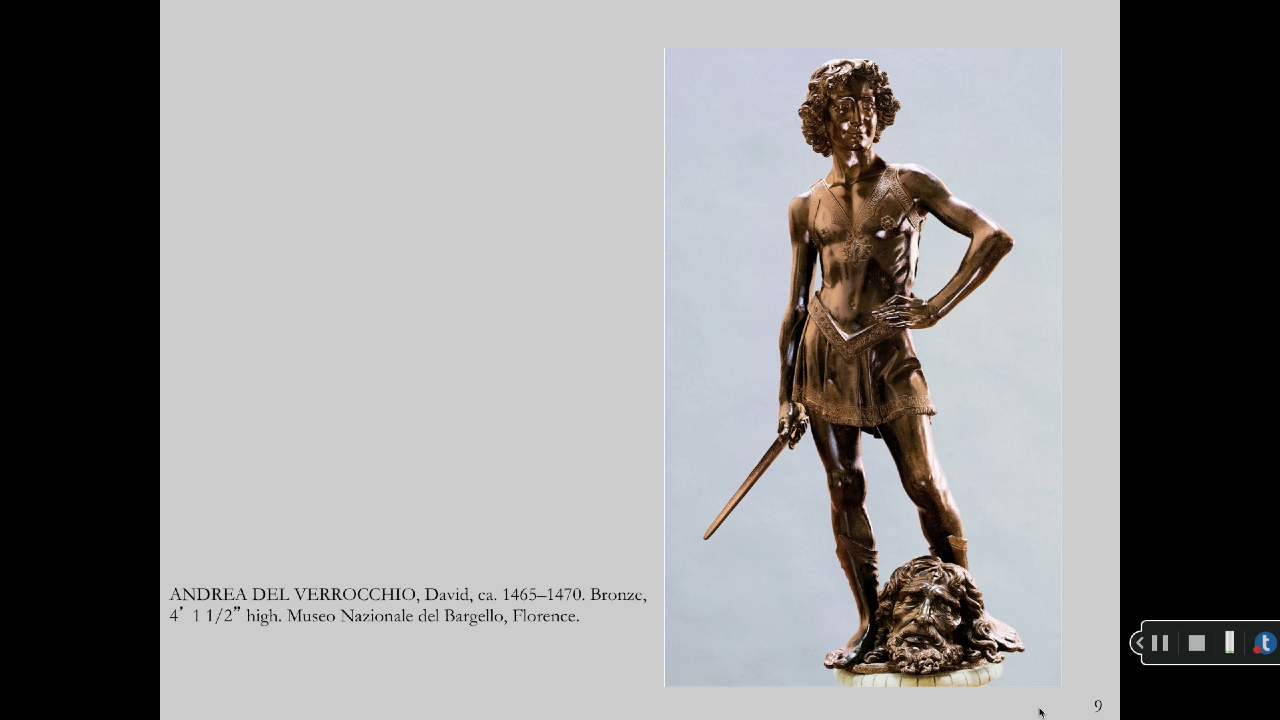 ANDREA DEL VERROCCHIO, David, ca. 1465–1470. Bronze,
4’ 1 1/2” high. Museo Nazionale del Bargello, Florence.
9
t